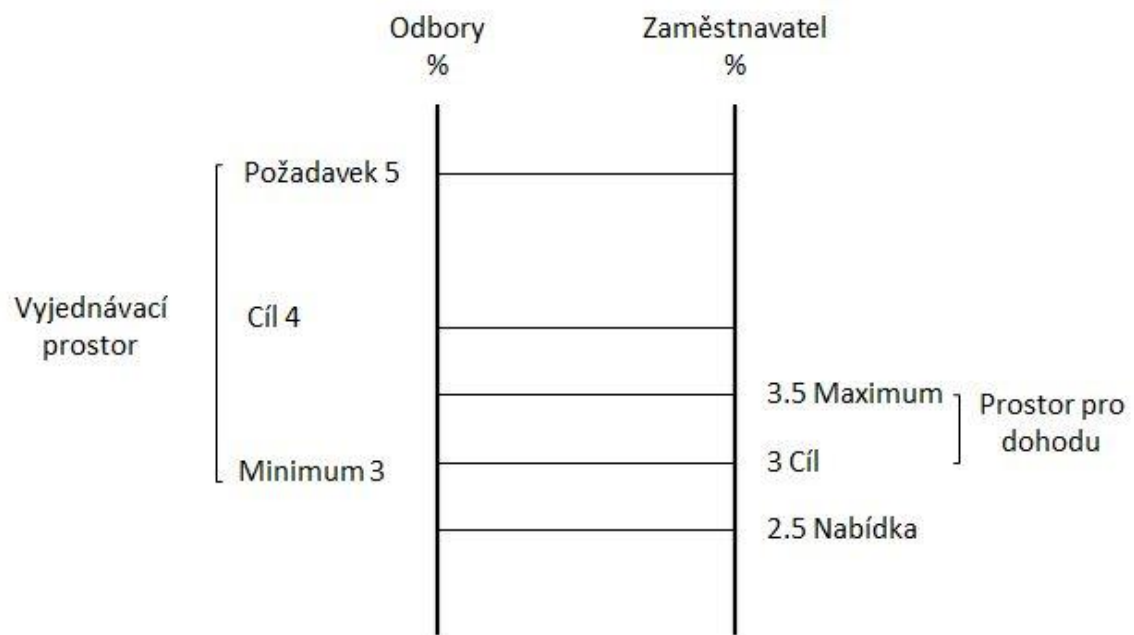 Odbory
%
Zaměstnavatel
%
Požadavek 5
Vyjednávací
prostor
Cíl 4
3.5 Maximum
Prostor pro
dohodu
Minimum 3
3 Cíl
2.5 Nabídka